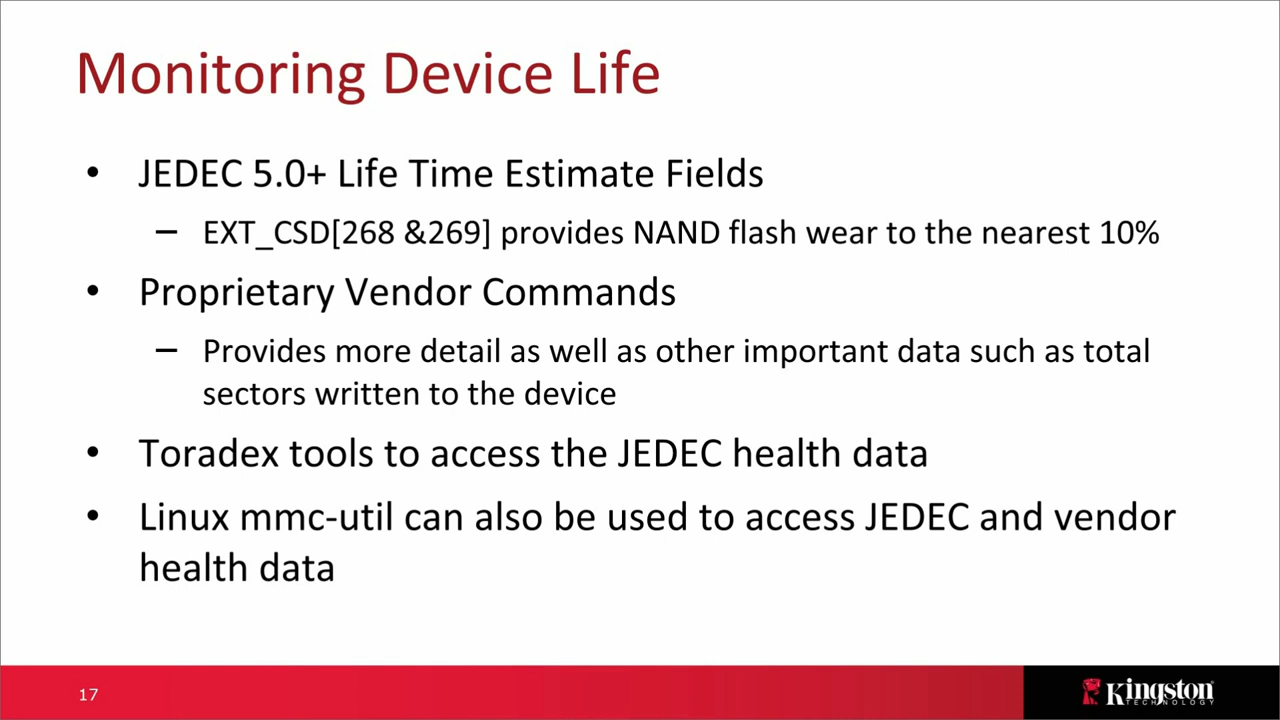 Monitoring Device Life
• JEDEC 5.0+ Life Time Estimate Fields
– EXT_CSD[268 &269] provides NAND flash wear to the nearest 10%
• Proprietary Vendor Commands
– Provides more detail as well as other important data such as total
sectors written to the device
• Toradex tools to access the JEDEC health data
• Linux mmc-util can also be used to access JEDEC and vendor
health data
17
Kingston
TECHNOLOGY